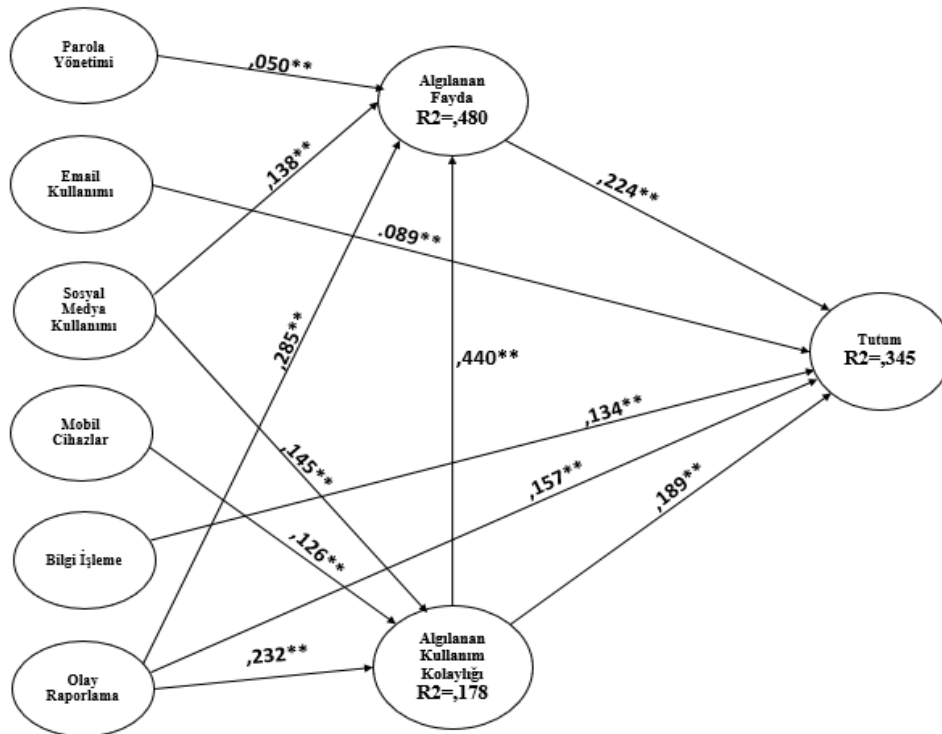 Parola
Yönetimi
,050**
Algılanan
Fayda
R2=,480
Email
Kullanımı
,138**
,224**
.089**
Sosyal
Medya
Kullanımı
,285**
,440**
Tutum
R2=,345
Mobil
Cihazlar
,145**
,134**
,157**
,189**
Bilgi İşleme
,126**
Olay
Raporlama
,232**
Algılanan
Kullanım
Kolaylığı
R2=,178